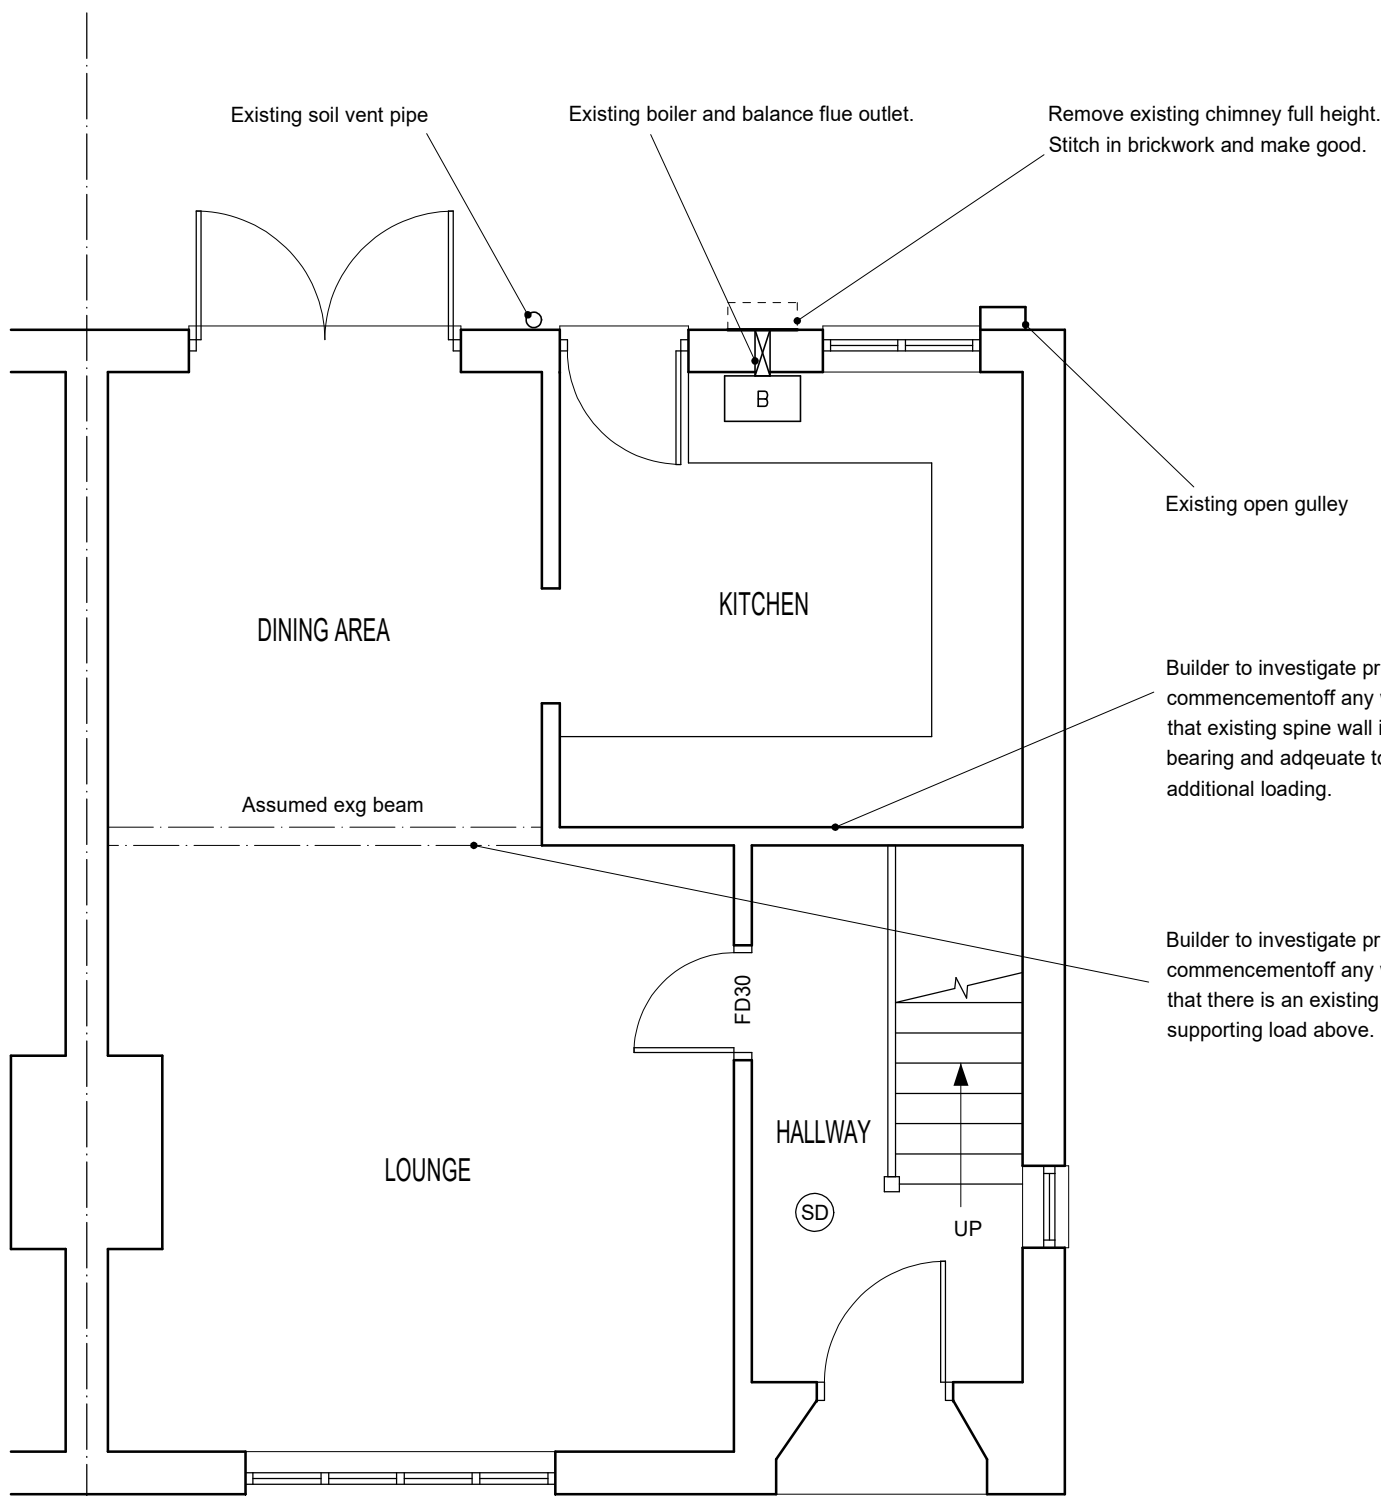 Existing soil vent pipe
Existing boiler and balance flue outlet.
Remove existing chimney full height.
Stitch in brickwork and make good.
B
Existing open gulley
KITCHEN
DINING AREA
Builder to investigate
commencementoff any
that existing spine wall
bearing and adqeuate
additional loading.
Assumed exg beam
Builder to investigate
commencementoff any
that there is an existing
supporting load above.
FD30
HALLWAY
LOUNGE
SD
UP